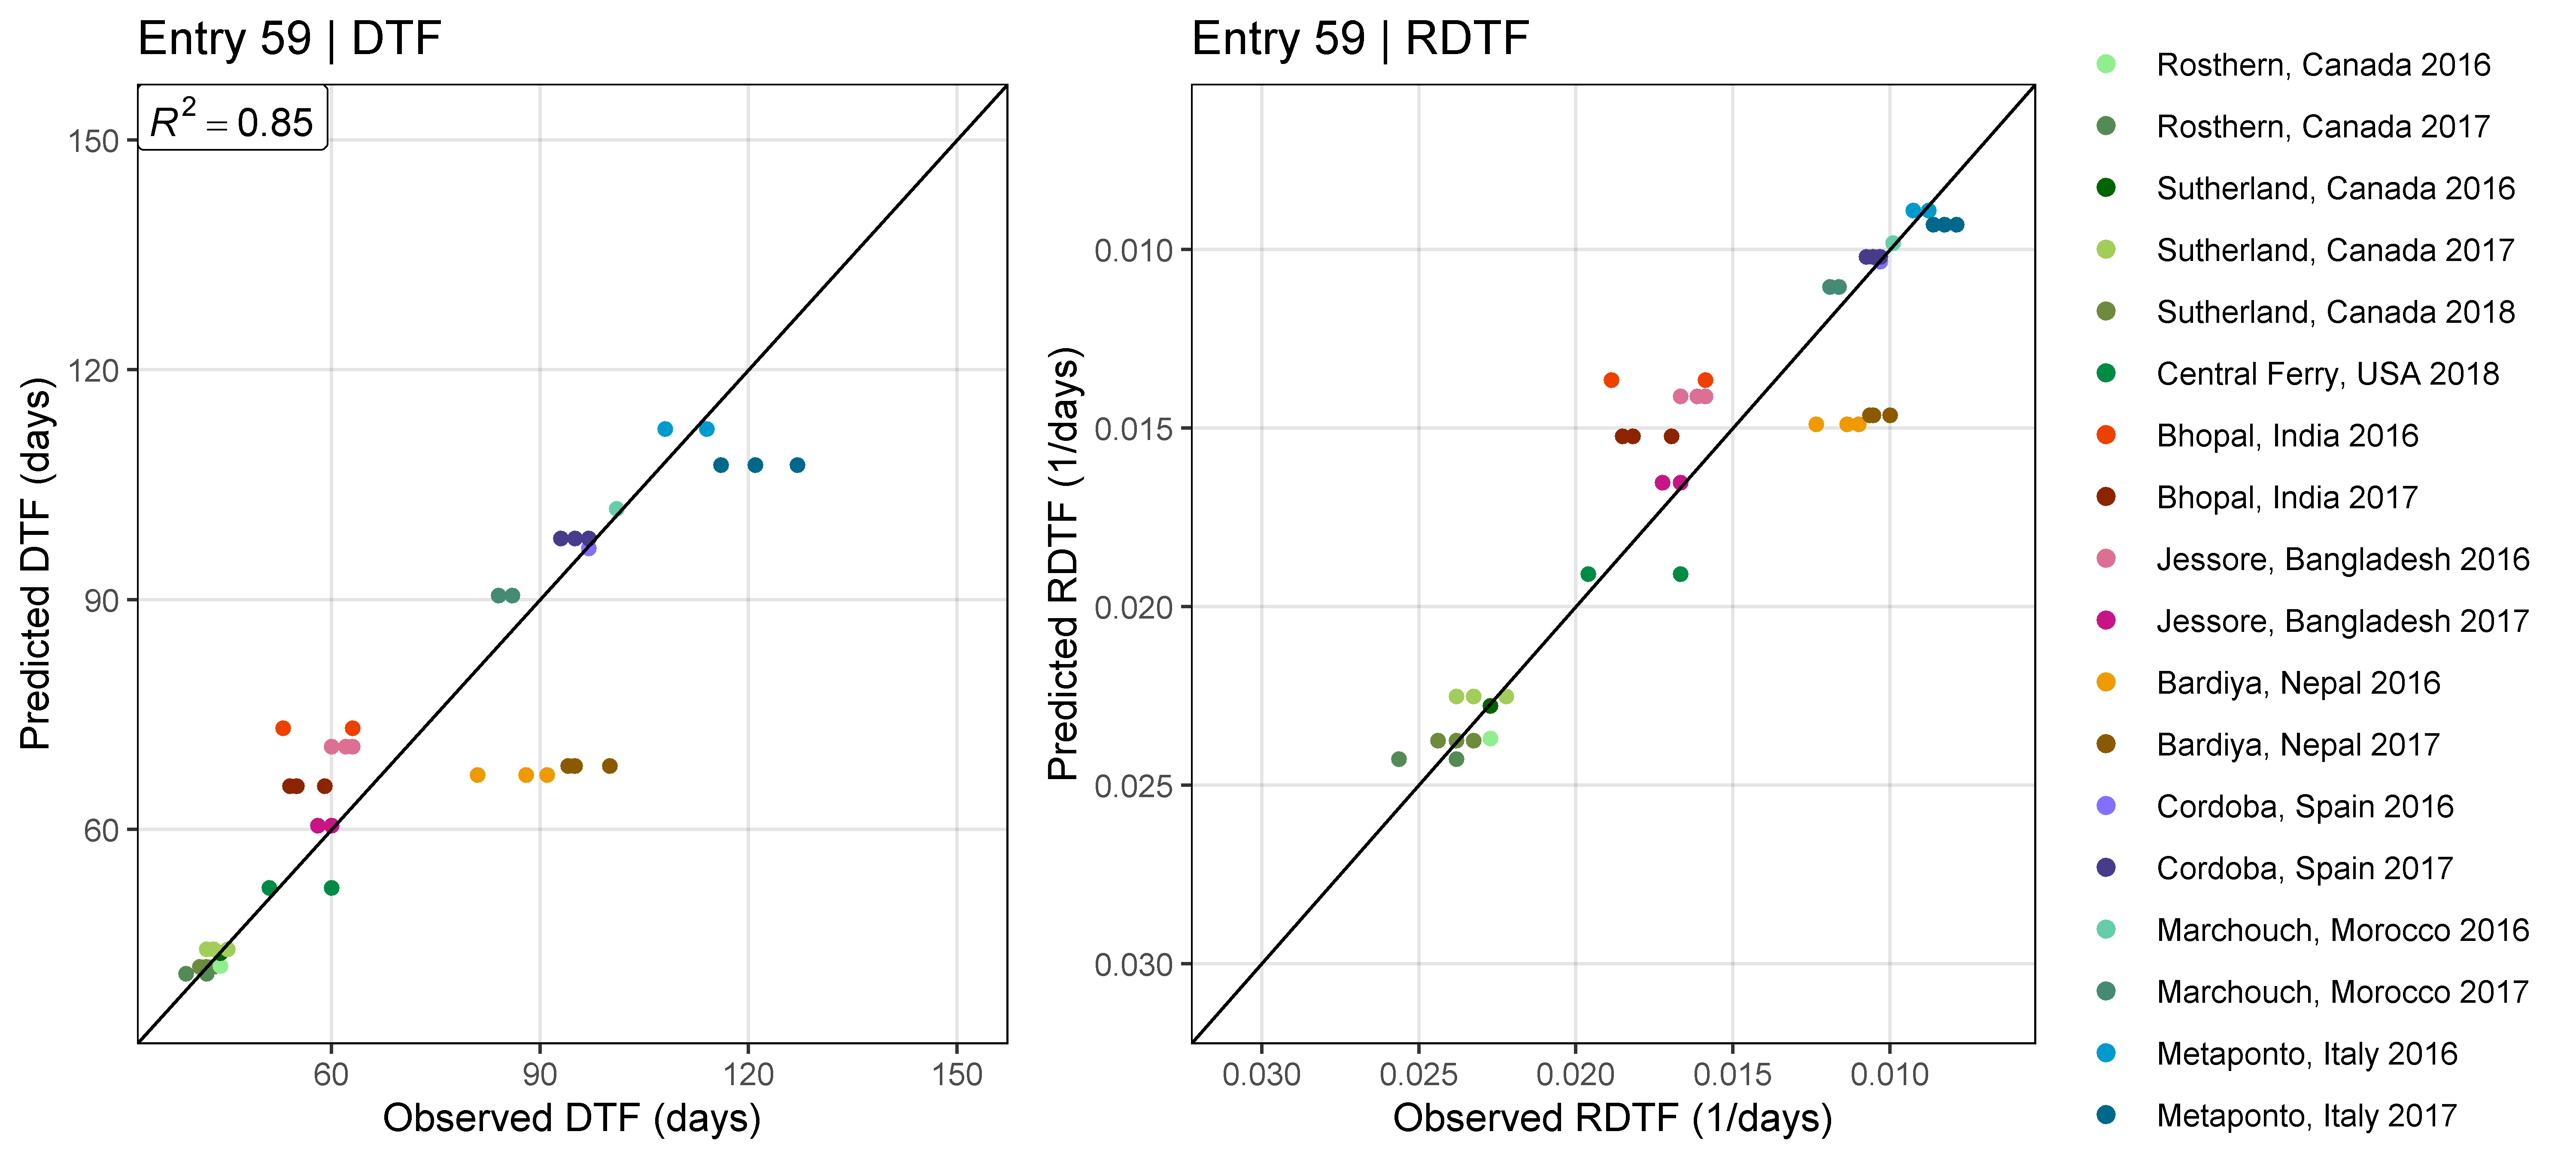 Entry 59 | DTF
R² = 0.85
150
120
90
60
Predicted DTF (days)
60 90 120 150
Observed DTF (days)
Entry 59 | RDTF
0.010
0.015
0.020
0.025
0.030
Predicted RDTF (1/days)
0.030 0.025 0.020 0.015 0.010
Observed RDTF (1/days)
Rosthern, Canada 2016
Rosthern, Canada 2017
Sutherland, Canada 2016
Sutherland, Canada 2017
Sutherland, Canada 2018
Central Ferry, USA 2018
Bhopal, India 2016
Bhopal, India 2017
Jessore, Bangladesh 2016
Jessore, Bangladesh 2017
Bardiya, Nepal 2016
Bardiya, Nepal 2017
Cordoba, Spain 2016
Cordoba, Spain 2017
Marchouch, Morocco 2016
Marchouch, Morocco 2017
Metaponto, Italy 2016
Metaponto, Italy 2017